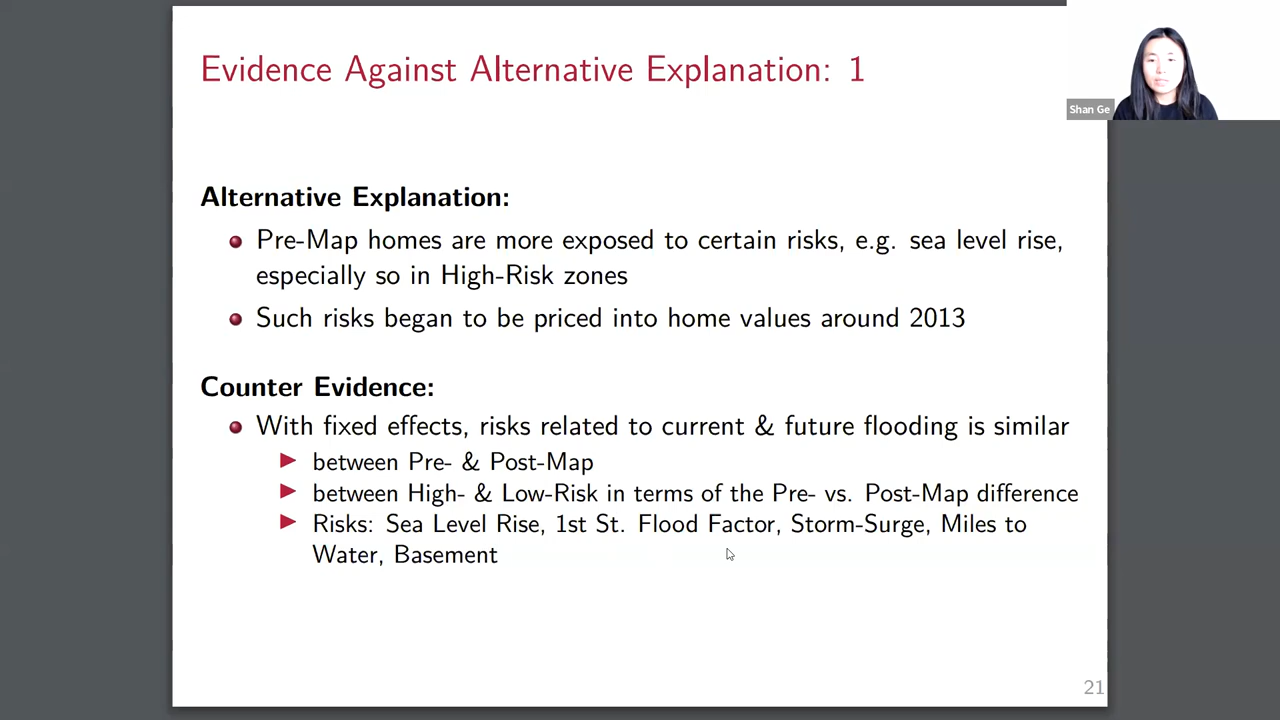 Evidence Against Alternative Explanation: 1
Shan Ge
Alternative Explanation:
Pre-Map homes are more exposed to certain risks, e.g. sea level rise,
especially so in High-Risk zones
Such risks began to be priced into home values around 2013
Counter Evidence:
With fixed effects, risks related to current & future flooding is similar
between Pre- & Post-Map
between High- & Low-Risk in terms of the Pre- vs. Post-Map difference
Risks: Sea Level Rise, 1st St. Flood Factor, Storm-Surge, Miles to
Water, Basement
21